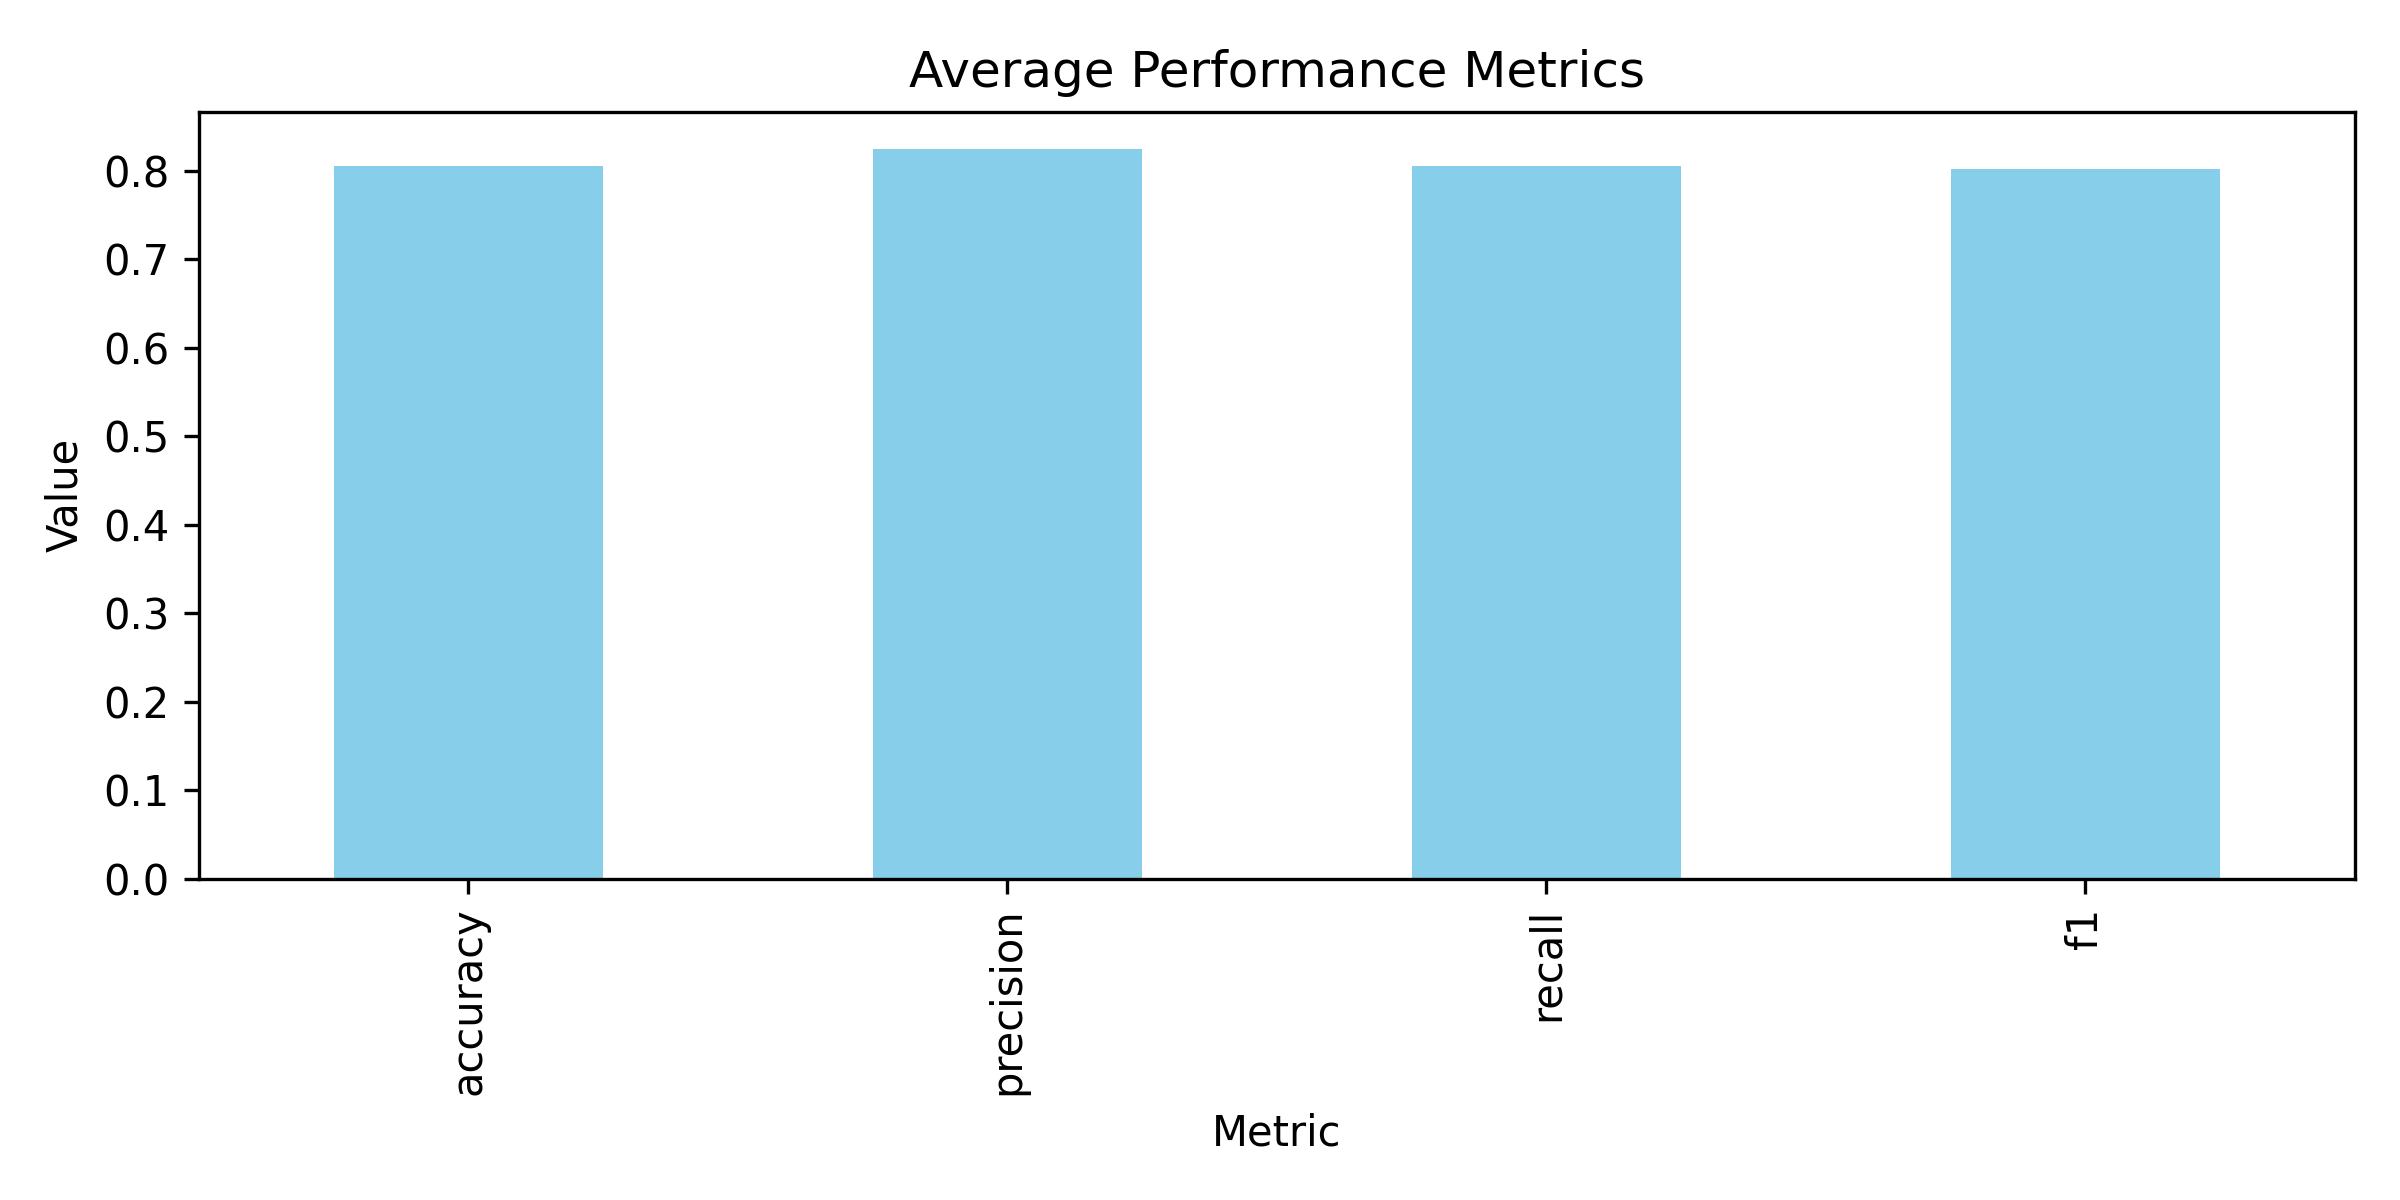 Average Performance Metrics
Value
0.8
0.7
0.6
0.5
0.4
0.3
0.2
0.1
0.0
accuracy
precision
recall
f1
Metric